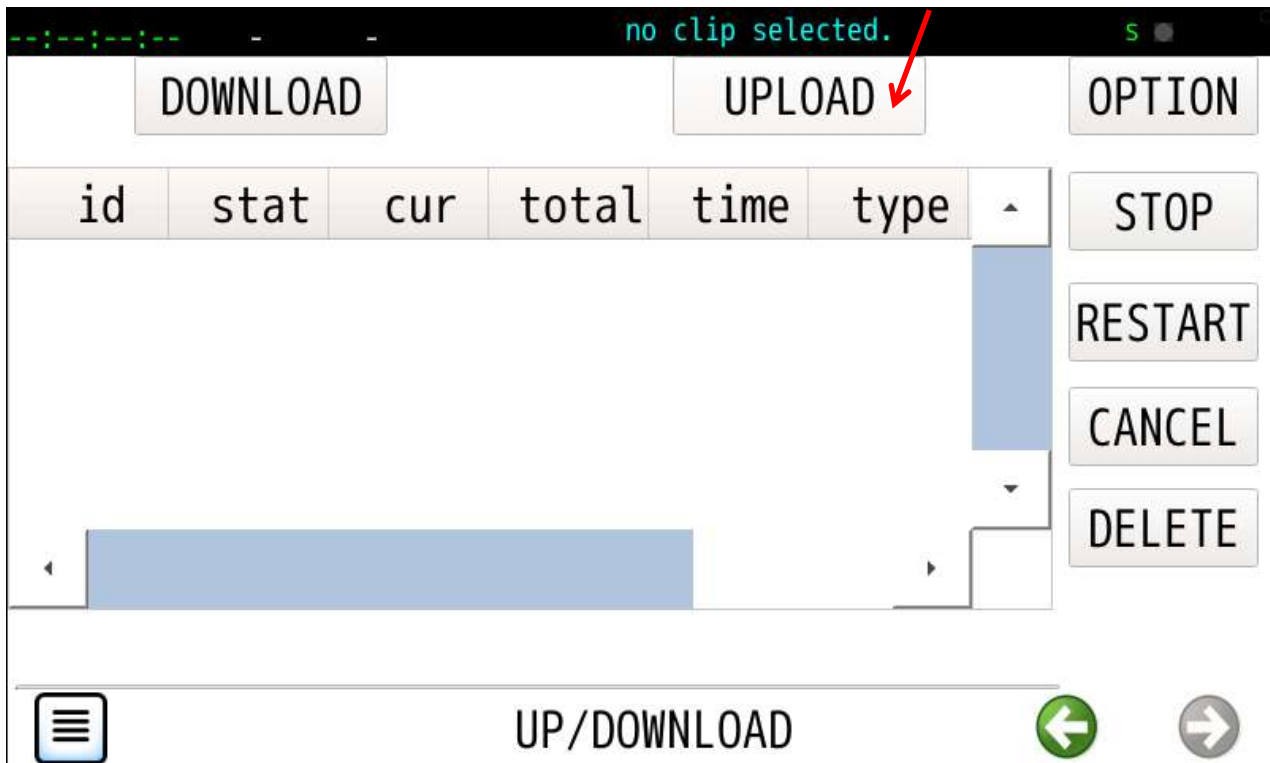 --:--:--:-- - - no clip selected. S
DOWNLOAD UPLOAD OPTION
id stat cur total time type STOP
RESTART
CANCEL
DELETE
UP/DOWNLOAD